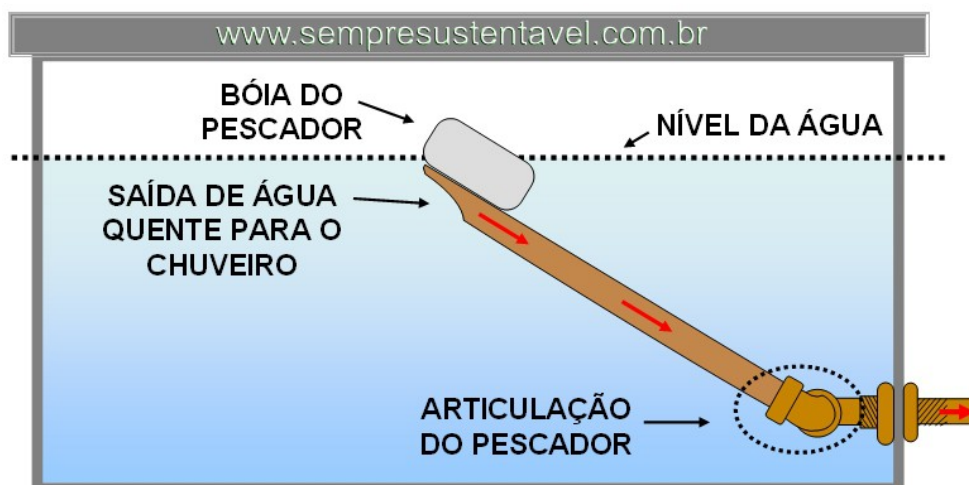 www.sempresustentavel.com.br
BÓIA DO
PESCADOR
NÍVEL DA ÁGUA
SAÍDA DE ÁGUA
QUENTE PARA O
CHUVEIRO
ARTICULAÇÃO
DO PESCADOR